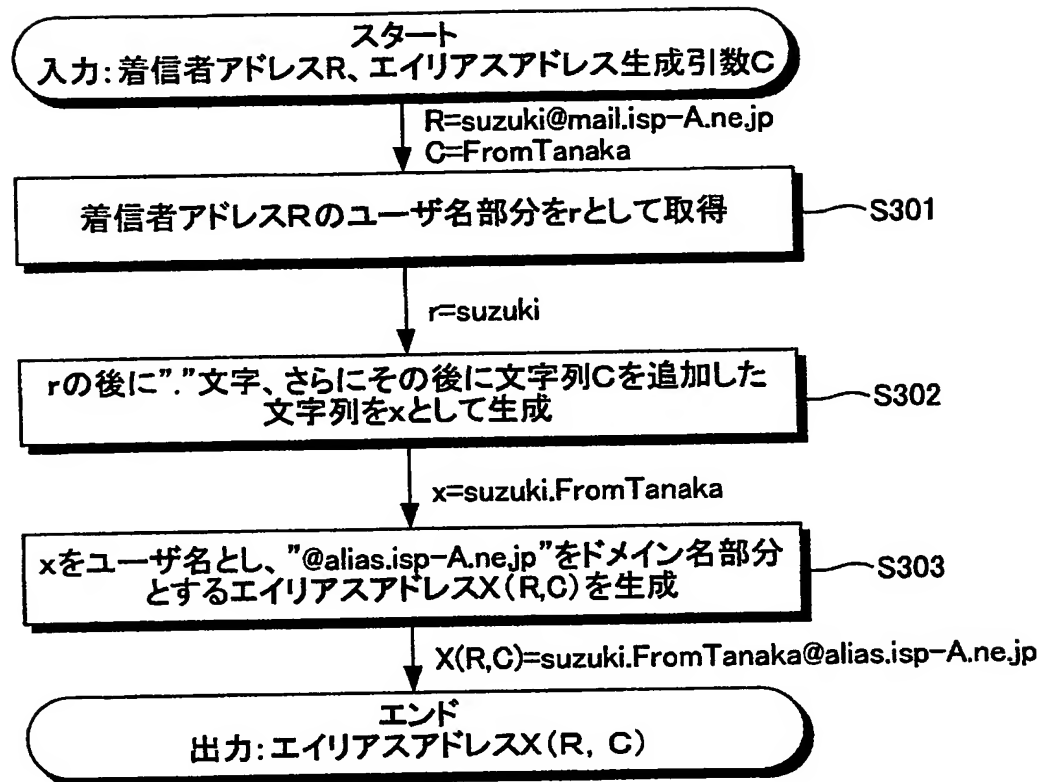 スタート
入力:着信者アドレスR、エイリアスアドレス生成引数C
R=suzuki@mail.isp-A.ne.jp
C=FromTanaka
着信者アドレスRのユーザ名部分をrとして取得
S301
r=suzuki
rの後に"."文字、さらにその後に文字列Cを追加した
文字列をxとして生成
S302
x=suzuki.FromTanaka
xをユーザ名とし、"@alias.isp-A.ne.jp"をドメイン名部分
とするエイリアスアドレスX(R,C)を生成
S303
X(R,C)=suzuki.FromTanaka@alias.isp-A.ne.jp
エンド
出力:エイリアスアドレスX(R, C)